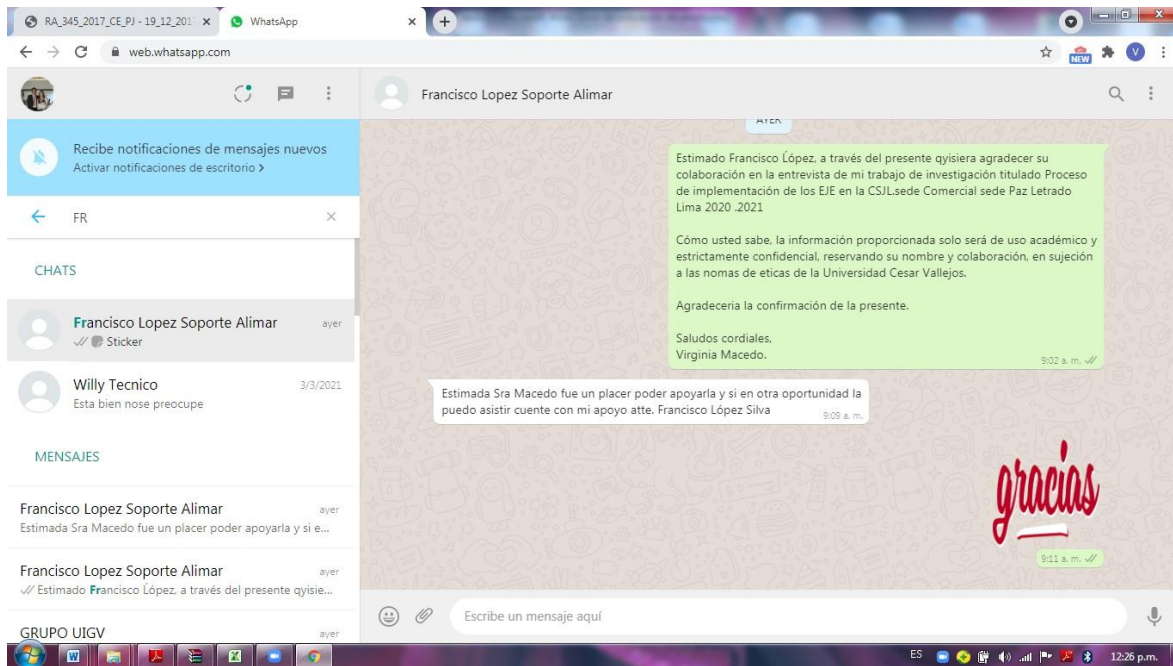 RA_345_2017_CE_PJ - 19_12_201
WhatsApp
web.whatsapp.com
NEW
V
Francisco Lopez Soporte Alimar
Recibe notificaciones de mensajes nuevos
Activar notificaciones de escritorio >
FR
CHATS
Francisco Lopez Soporte Alimar
ayer
Sticker
Willy Tecnico
3/3/2021
Esta bien nose preocupe
MENSAJES
Francisco Lopez Soporte Alimar
ayer
Estimada Sra Macedo fue un placer poder apoyarla y si e...
Francisco Lopez Soporte Alimar
ayer
Estimado Francisco Ĺópez, a través del presente qyisie...
GRUPO UIGV
ayer
AYER
Estimado Francisco Ĺópez, a través del presente qyisiera agradecer su
colaboración en la entrevista de mi trabajo de investigación titulado Proceso
de implementación de los EJE en la CSJL.sede Comercial sede Paz Letrado
Lima 2020 .2021
Cómo usted sabe, la información proporcionada solo será de uso académico y
estrictamente confidencial, reservando su nombre y colaboración, en sujeción
a las nomas de eticas de la Universidad Cesar Vallejos.
Agradeceria la confirmación de la presente.
Saludos cordiales,
Virginia Macedo.
9:02 a. m.
Estimada Sra Macedo fue un placer poder apoyarla y si en otra oportunidad la
puedo asistir cuente con mi apoyo atte. Francisco López Silva
9:09 a. m.
gracias
9:11 a. m.
Escribe un mensaje aquí
ES
12:26 p.m.